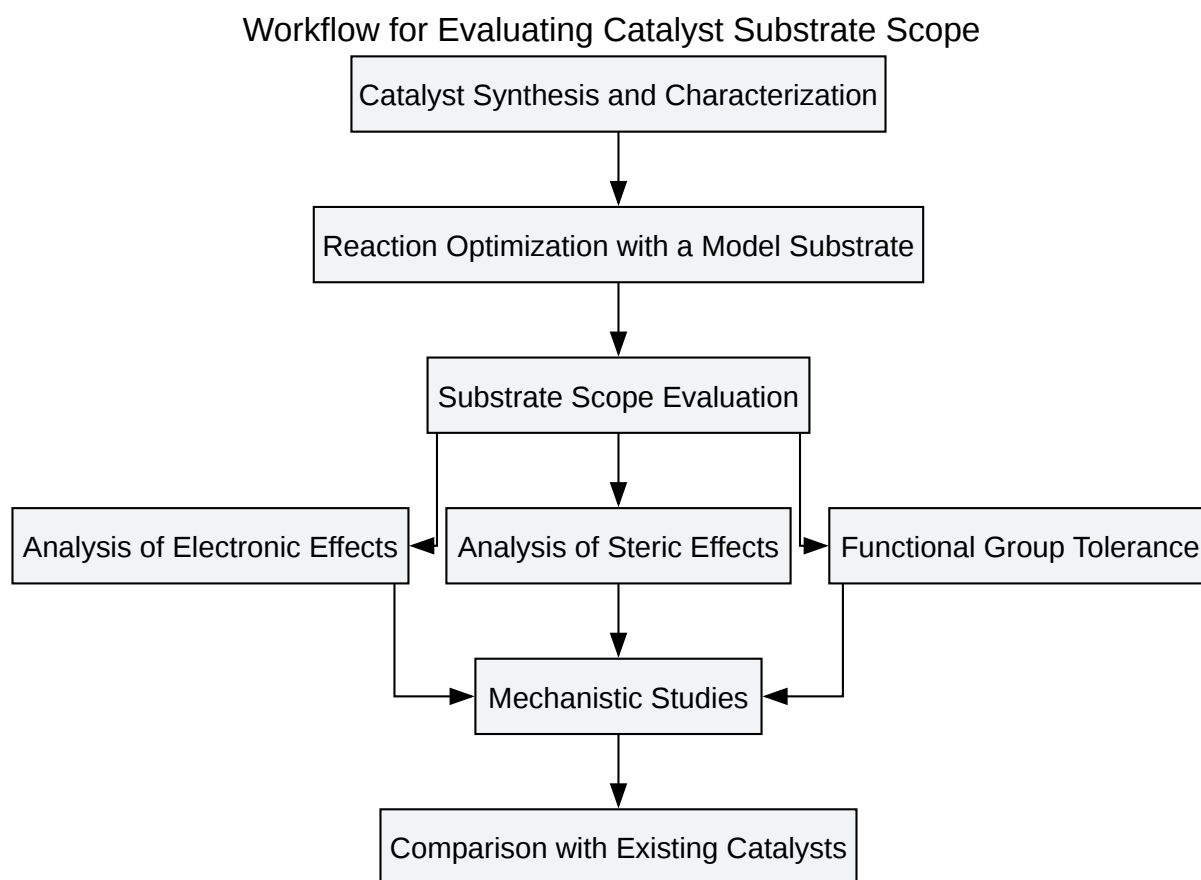 Workflow for Evaluating Catalyst Substrate Scope
Catalyst Synthesis and Characterization
Reaction Optimization with a Model Substrate
Substrate Scope Evaluation
Analysis of Electronic Effects
Analysis of Steric Effects
Functional Group Tolerance
Mechanistic Studies
Comparison with Existing Catalysts